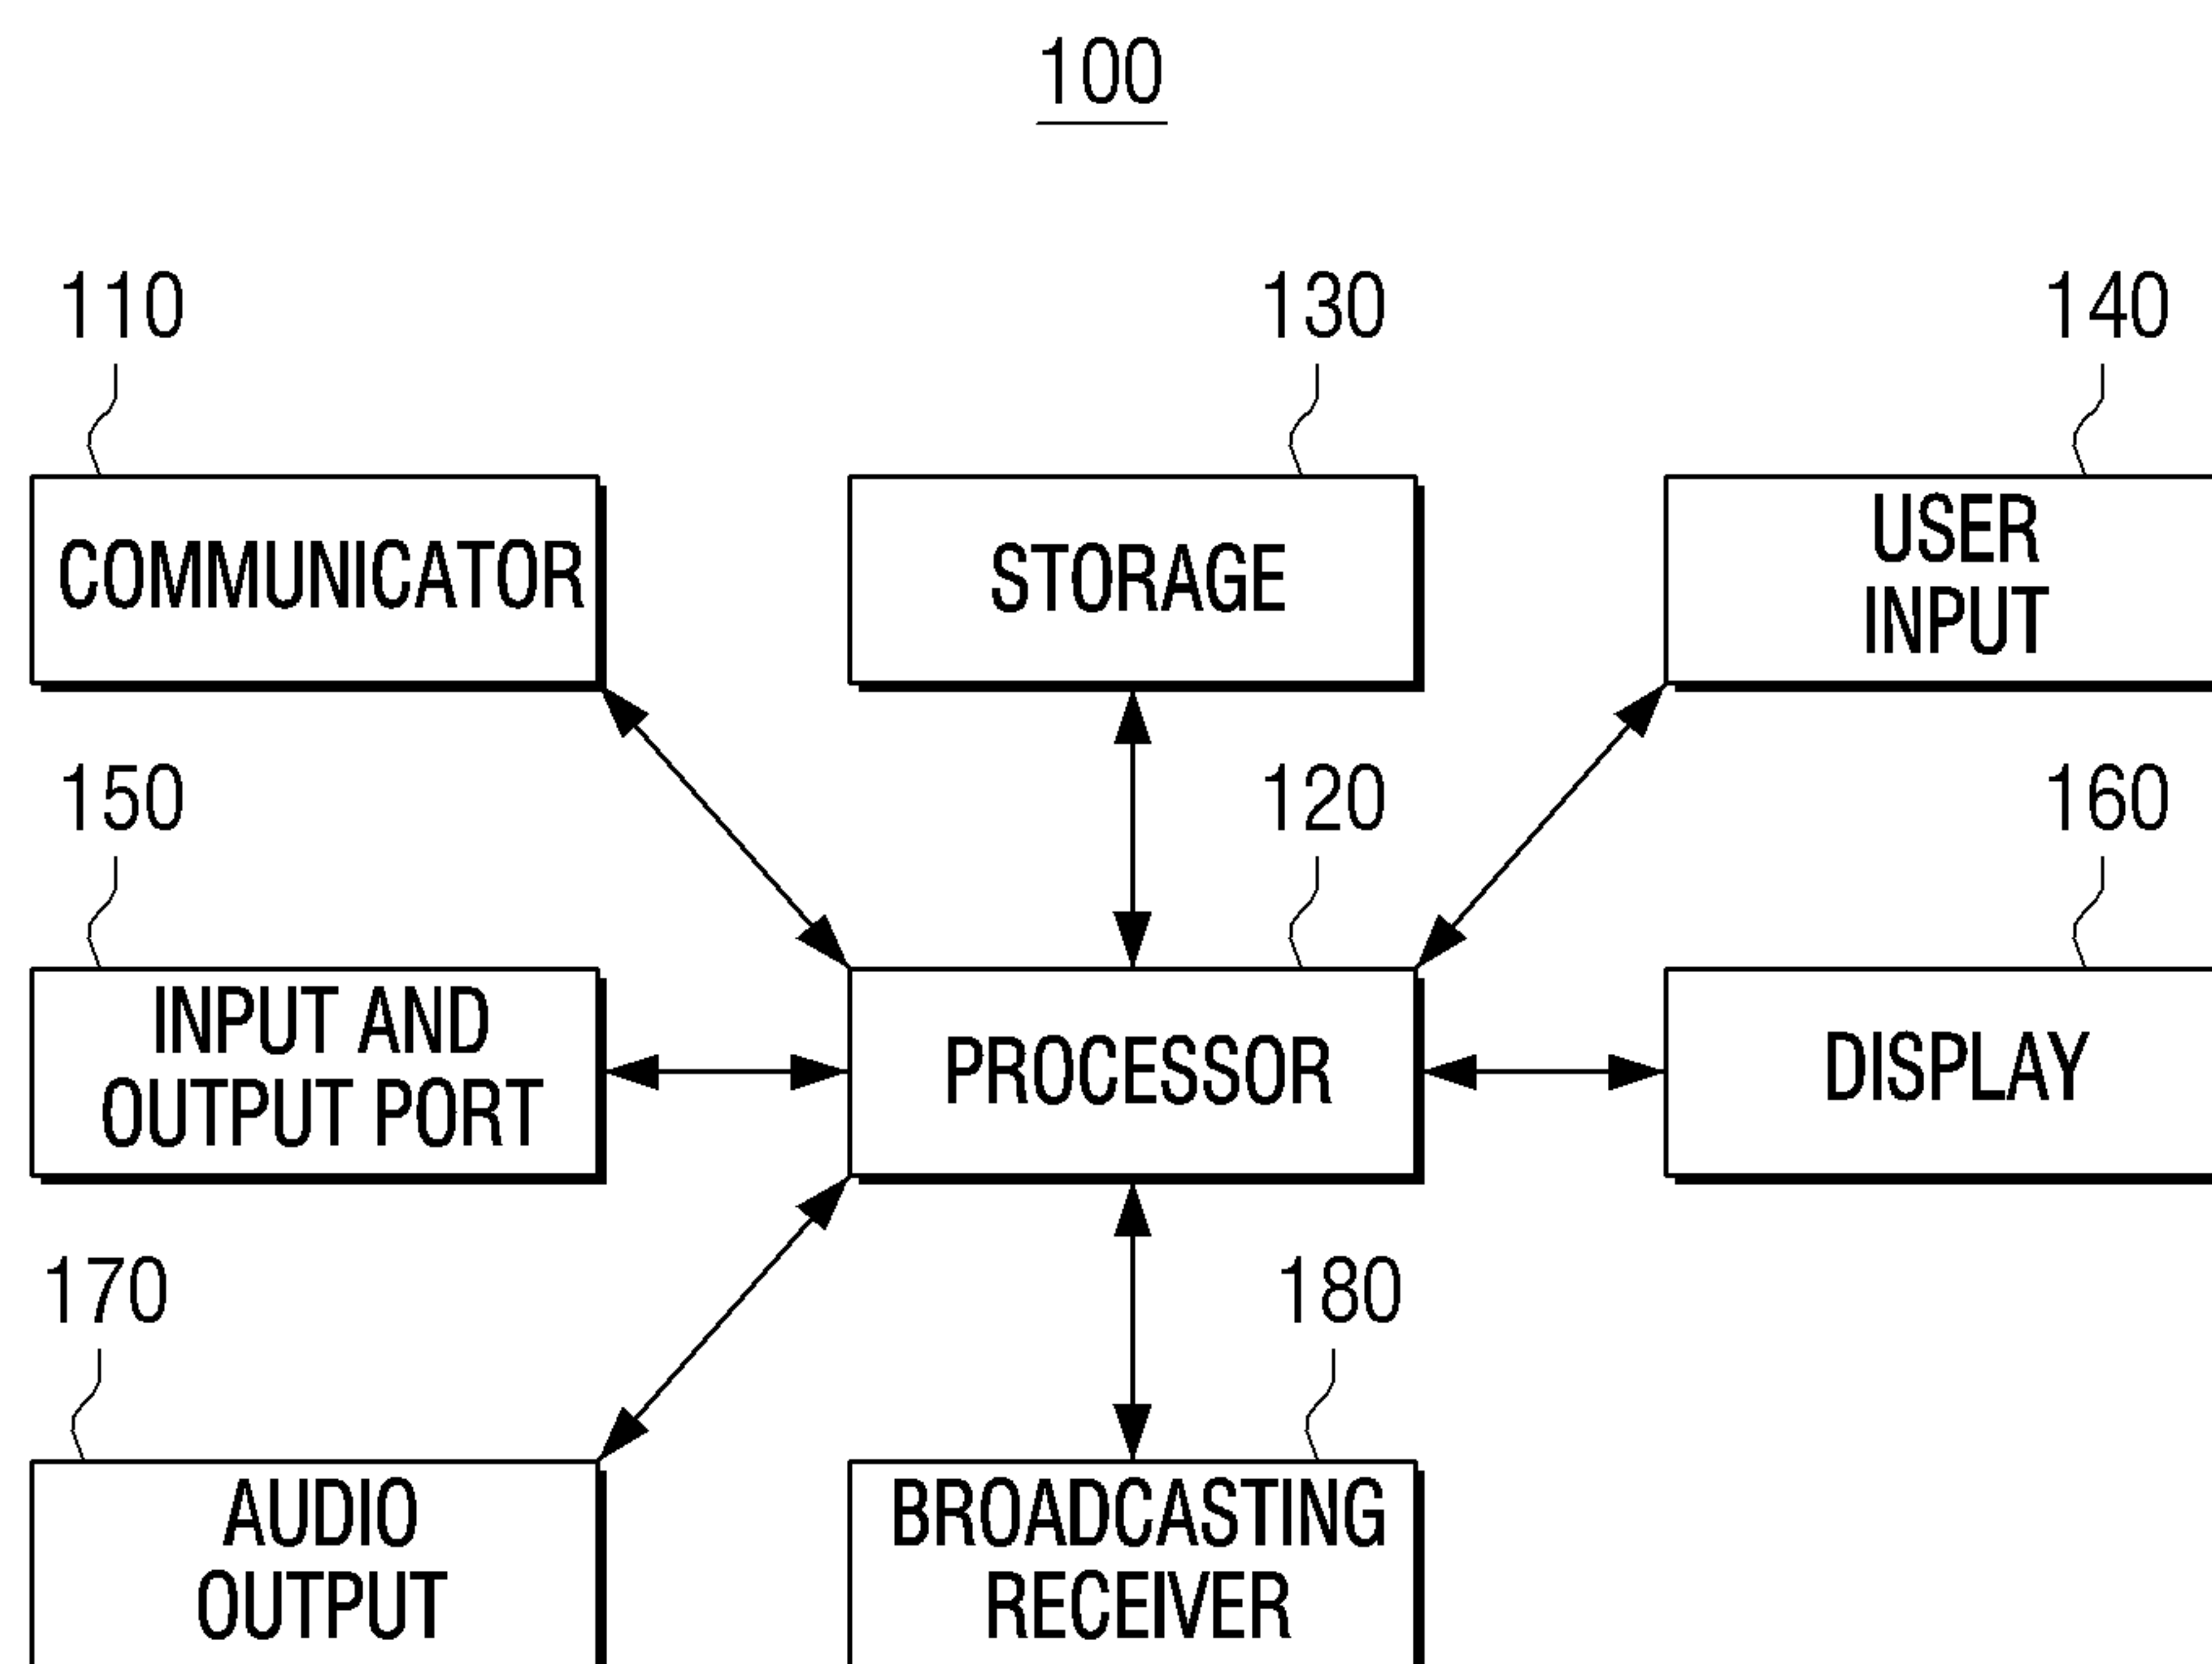 100
110
130
140
COMMUNICATOR
STORAGE
USER
INPUT
150
120
160
INPUT AND
OUTPUT PORT
PROCESSOR
DISPLAY
170
180
AUDIO
OUTPUT
BROADCASTING
RECEIVER